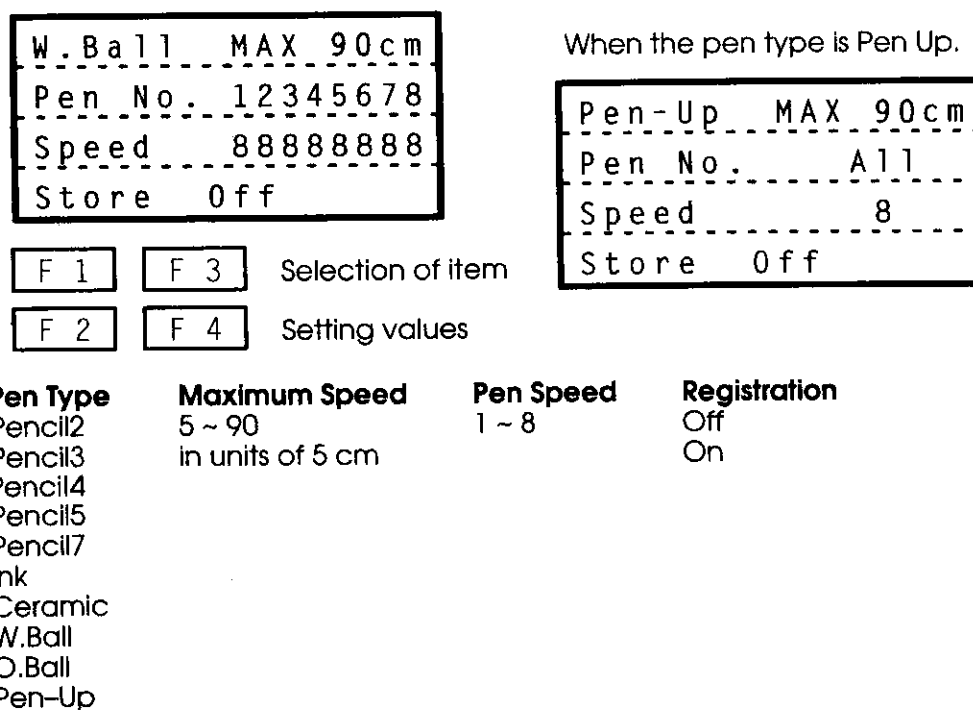 W.Ball MAX 90cm
Pen No. 12345678
Speed 88888888
Store Off
When the pen type is Pen Up.
Pen-Up MAX 90cm
Pen No. All
Speed 8
Store Off
F 1 F 3 Selection of item
F 2 F 4 Setting values
Pen Type Maximum Speed Pen Speed Registration
Pencil2 5 ~ 90 1 ~ 8 Off
Pencil3 in units of 5 cm On
Pencil4
Pencil5
Pencil7
nk
Ceramic
W.Ball
O.Ball
Pen–Up